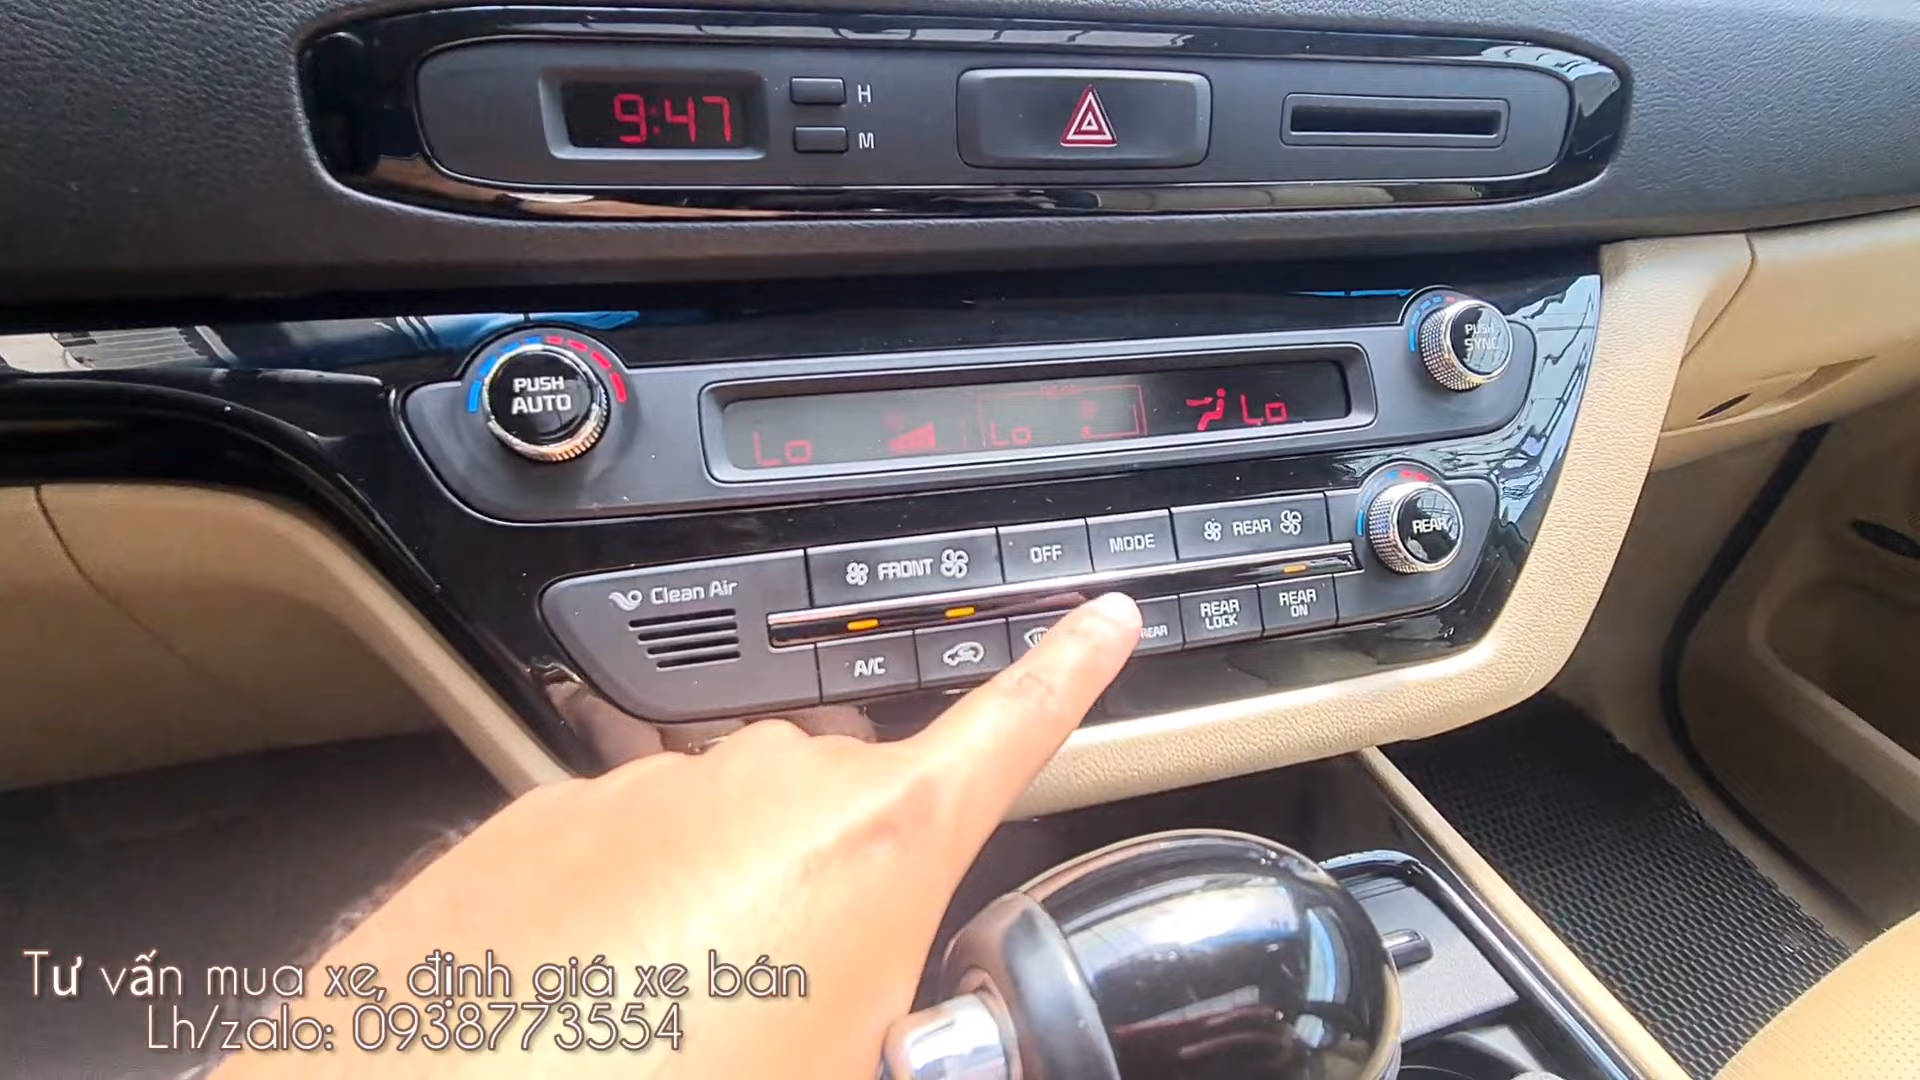 9:47
H
M
PUSH
AUTO
PUSH
SYNC
Lo
Lo
Lo
FRONT
OFF
MODE
REAR
REAR
Clean Air
A/C
REAR
REAR
LOCK
REAR
ON
Tư vấn mua xe, định giá xe bán
Lh/zalo: 0938773554